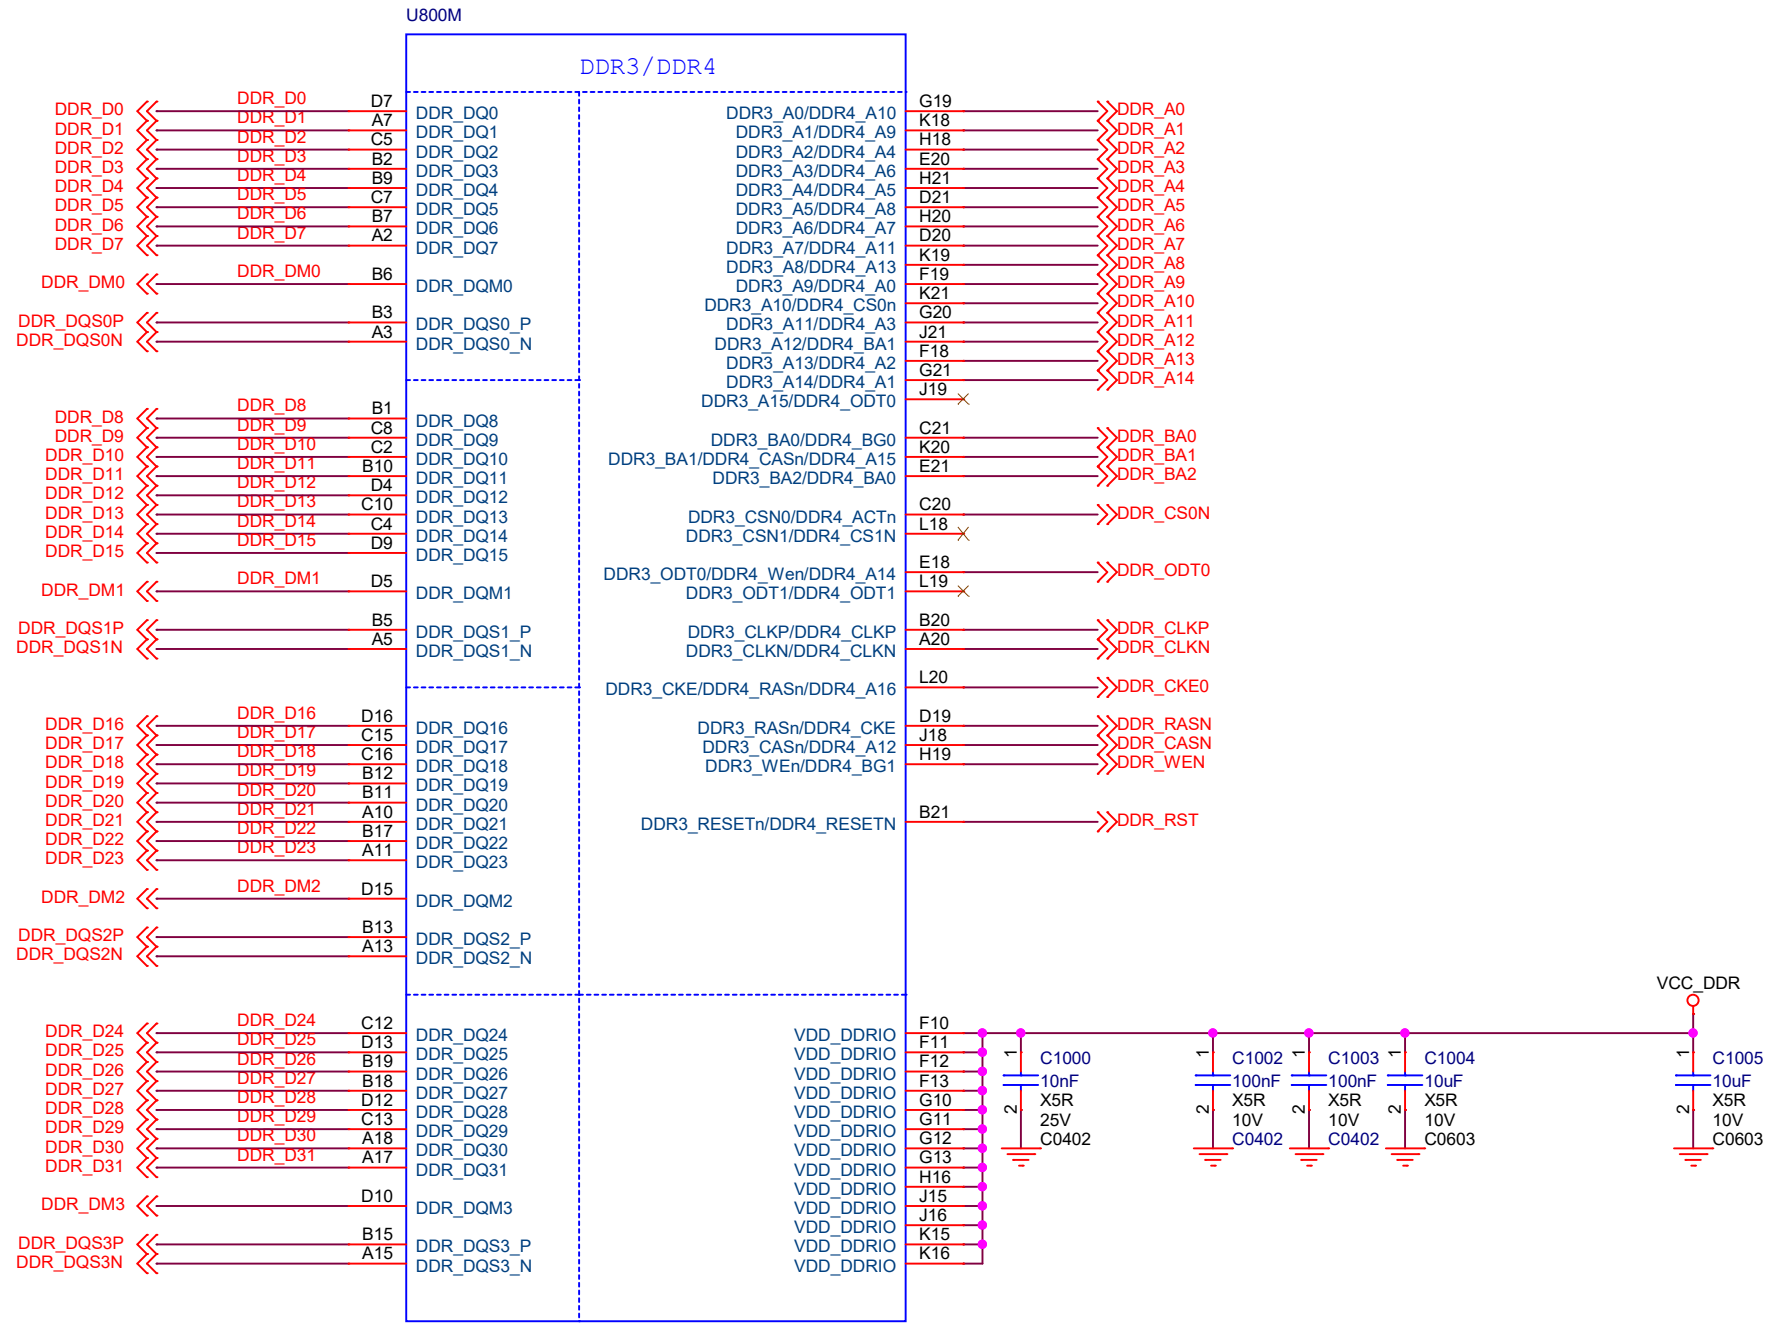 U800M
DDR3/DDR4
DDR_D0 DDR_D0 D7 DDR_DQ0 DDR3_A0/DDR4_A10 G19 DDR_A0
DDR_D1 DDR_D1 A7 DDR_DQ1 DDR3_A1/DDR4_A9 K18 DDR_A1
DDR_D2 DDR_D2 C5 DDR_DQ2 DDR3_A2/DDR4_A4 H18 DDR_A2
DDR_D3 DDR_D3 B2 DDR_DQ3 DDR3_A3/DDR4_A6 E20 DDR_A3
DDR_D4 DDR_D4 B9 DDR_DQ4 DDR3_A4/DDR4_A5 H21 DDR_A4
DDR_D5 DDR_D5 C7 DDR_DQ5 DDR3_A5/DDR4_A8 D21 DDR_A5
DDR_D6 DDR_D6 B7 DDR_DQ6 DDR3_A6/DDR4_A7 H20 DDR_A6
DDR_D7 DDR_D7 A2 DDR_DQ7 DDR3_A7/DDR4_A11 D20 DDR_A7
DDR3_A8/DDR4_A13 K19 DDR_A8
DDR_DM0 DDR_DM0 B6 DDR_DQM0 DDR3_A9/DDR4_A0 F19 DDR_A9
DDR3_A10/DDR4_CS0n K21 DDR_A10
DDR_DQS0P B3 DDR_DQS0_P DDR3_A11/DDR4_A3 G20 DDR_A11
DDR_DQS0N A3 DDR_DQS0_N DDR3_A12/DDR4_BA1 J21 DDR_A12
DDR3_A13/DDR4_A2 F18 DDR_A13
DDR3_A14/DDR4_A1 G21 DDR_A14
DDR3_A15/DDR4_ODT0 J19
DDR_D8 DDR_D8 B1 DDR_DQ8
DDR_D9 DDR_D9 C8 DDR_DQ9 DDR3_BA0/DDR4_BG0 C21 DDR_BA0
DDR_D10 DDR_D10 C2 DDR_DQ10 DDR3_BA1/DDR4_CASn/DDR4_A15 K20 DDR_BA1
DDR_D11 DDR_D11 B10 DDR_DQ11 DDR3_BA2/DDR4_BA0 E21 DDR_BA2
DDR_D12 DDR_D12 D4 DDR_DQ12
DDR_D13 DDR_D13 C10 DDR_DQ13 DDR3_CSN0/DDR4_ACTn C20 DDR_CS0N
DDR_D14 DDR_D14 C4 DDR_DQ14 DDR3_CSN1/DDR4_CS1N L18
DDR_D15 DDR_D15 D9 DDR_DQ15
DDR3_ODT0/DDR4_Wen/DDR4_A14 E18 DDR_ODT0
DDR_DM1 DDR_DM1 D5 DDR_DQM1 DDR3_ODT1/DDR4_ODT1 L19
DDR_DQS1P B5 DDR_DQS1_P DDR3_CLKP/DDR4_CLKP B20 DDR_CLKP
DDR_DQS1N A5 DDR_DQS1_N DDR3_CLKN/DDR4_CLKN A20 DDR_CLKN
DDR3_CKE/DDR4_RASn/DDR4_A16 L20 DDR_CKE0
DDR_D16 DDR_D16 D16 DDR_DQ16 DDR3_RASn/DDR4_CKE D19 DDR_RASN
DDR_D17 DDR_D17 C15 DDR_DQ17 DDR3_CASn/DDR4_A12 J18 DDR_CASN
DDR_D18 DDR_D18 C16 DDR_DQ18 DDR3_WEn/DDR4_BG1 H19 DDR_WEN
DDR_D19 DDR_D19 B12 DDR_DQ19
DDR_D20 DDR_D20 B11 DDR_DQ20
DDR_D21 DDR_D21 A10 DDR_DQ21 DDR3_RESETn/DDR4_RESETN B21 DDR_RST
DDR_D22 DDR_D22 B17 DDR_DQ22
DDR_D23 DDR_D23 A11 DDR_DQ23
DDR_DM2 DDR_DM2 D15 DDR_DQM2
DDR_DQS2P B13 DDR_DQS2_P
DDR_DQS2N A13 DDR_DQS2_N
DDR_D24 DDR_D24 C12 DDR_DQ24 VDD_DDRIO F10
DDR_D25 DDR_D25 D13 DDR_DQ25 VDD_DDRIO F11
DDR_D26 DDR_D26 B19 DDR_DQ26 VDD_DDRIO F12
DDR_D27 DDR_D27 B18 DDR_DQ27 VDD_DDRIO F13
DDR_D28 DDR_D28 D12 DDR_DQ28 VDD_DDRIO G10
DDR_D29 DDR_D29 C13 DDR_DQ29 VDD_DDRIO G11
DDR_D30 DDR_D30 A18 DDR_DQ30 VDD_DDRIO G12
DDR_D31 DDR_D31 A17 DDR_DQ31 VDD_DDRIO G13
VDD_DDRIO H16
DDR_DM3 D10 DDR_DQM3 VDD_DDRIO J15
VDD_DDRIO J16
DDR_DQS3P B15 DDR_DQS3_P VDD_DDRIO K15
DDR_DQS3N A15 DDR_DQS3_N VDD_DDRIO K16
VCC_DDR
1 C1000 1 C1002 1 C1003 1 C1004 1 C1005
10nF 100nF 100nF 10uF 10uF
X5R X5R X5R X5R X5R
2 25V 2 10V 2 10V 2 10V 2 10V
C0402 C0402 C0402 C0603 C0603